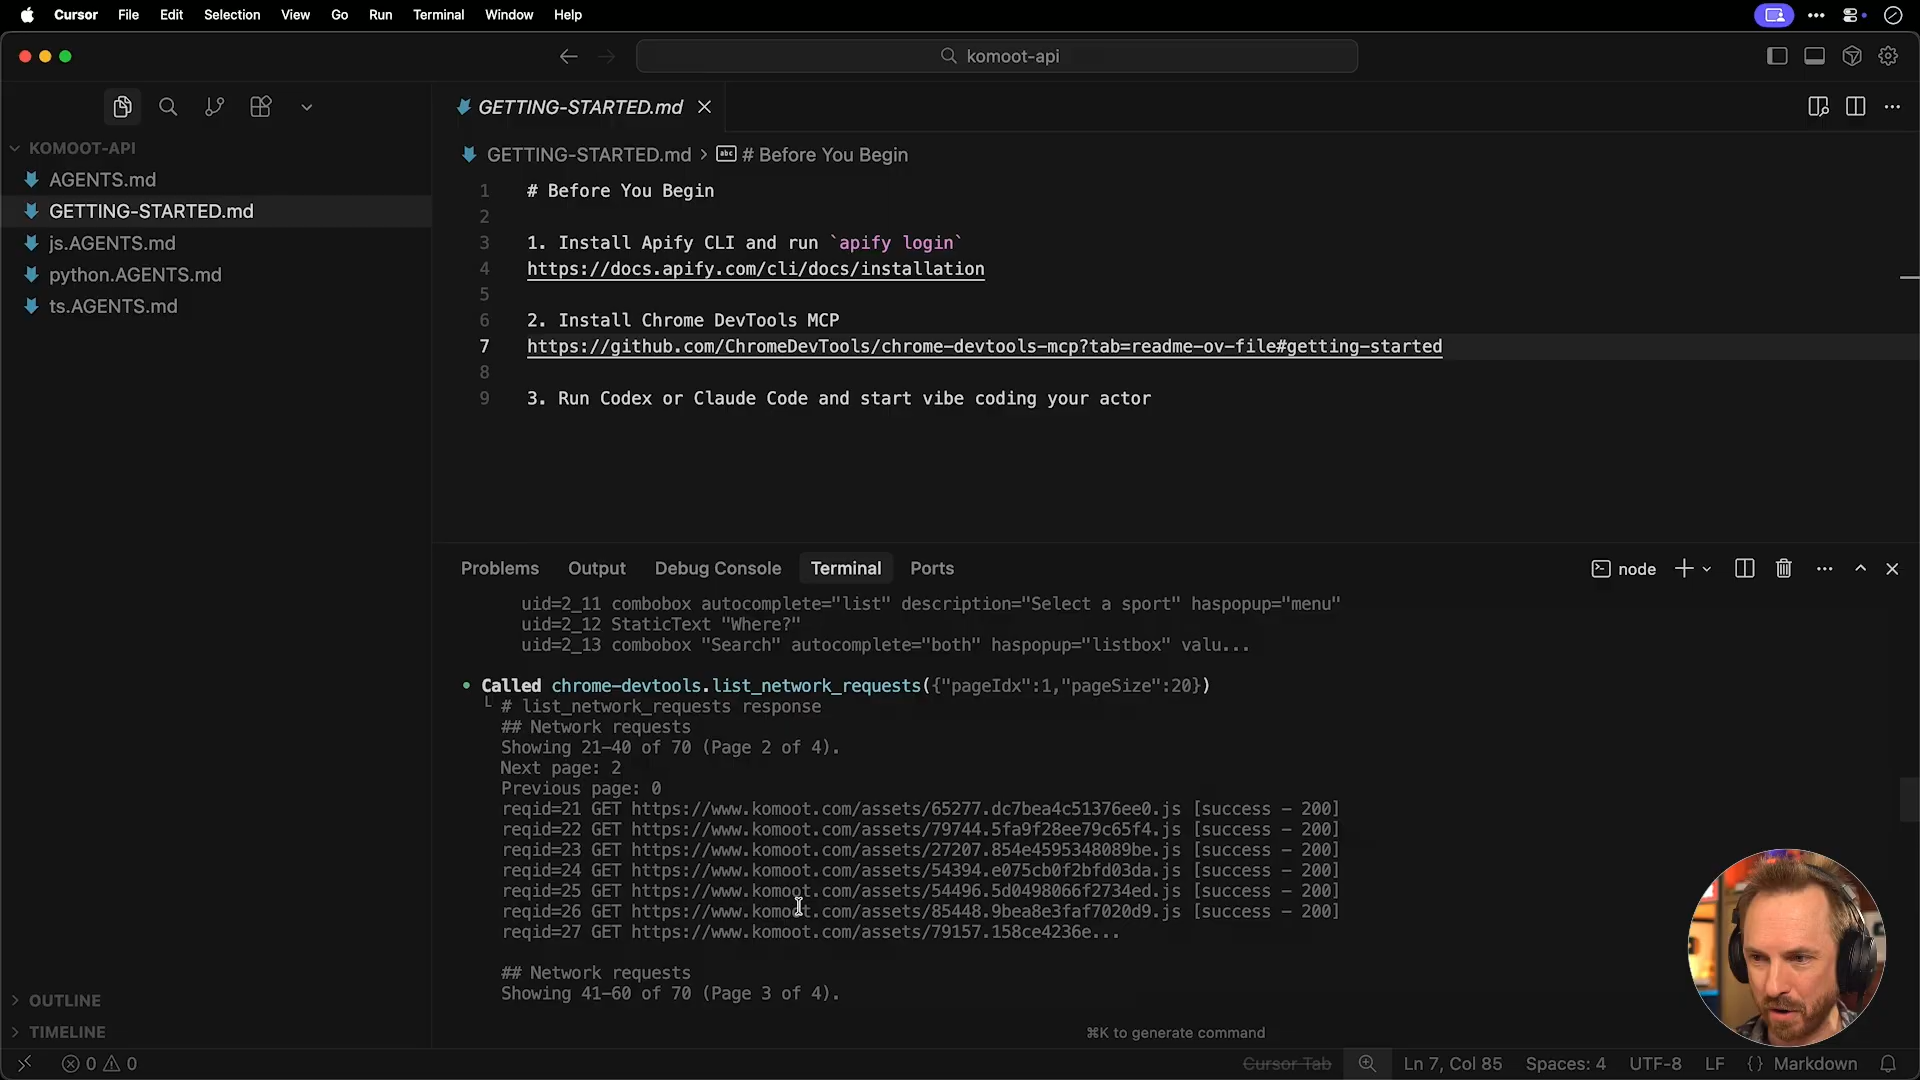 Cursor File Edit Selection View Go Run Terminal Window Help
komoot-api
GETTING-STARTED.md
KOMOOT-API
AGENTS.md
GETTING-STARTED.md
js.AGENTS.md
python.AGENTS.md
ts.AGENTS.md
OUTLINE
TIMELINE
GETTING-STARTED.md > abc # Before You Begin
1 # Before You Begin
2
3 1. Install Apify CLI and run `apify login`
4 https://docs.apify.com/cli/docs/installation
5
6 2. Install Chrome DevTools MCP
7 https://github.com/ChromeDevTools/chrome-devtools-mcp?tab=readme-ov-file#getting-started
8
9 3. Run Codex or Claude Code and start vibe coding your actor
Problems Output Debug Console Terminal Ports
node
uid=2_11 combobox autocomplete="list" description="Select a sport" haspopup="menu"
uid=2_12 StaticText "Where?"
uid=2_13 combobox "Search" autocomplete="both" haspopup="listbox" valu...
• Called chrome-devtools.list_network_requests({"pageIdx":1,"pageSize":20})
└ # list_network_requests response
## Network requests
Showing 21-40 of 70 (Page 2 of 4).
Next page: 2
Previous page: 0
reqid=21 GET https://www.komoot.com/assets/65277.dc7bea4c51376ee0.js [success - 200]
reqid=22 GET https://www.komoot.com/assets/79744.5fa9f28ee79c65f4.js [success - 200]
reqid=23 GET https://www.komoot.com/assets/27207.854e4595348089be.js [success - 200]
reqid=24 GET https://www.komoot.com/assets/54394.e075cb0f2bfd03da.js [success - 200]
reqid=25 GET https://www.komoot.com/assets/54496.5d0498066f2734ed.js [success - 200]
reqid=26 GET https://www.komoot.com/assets/85448.9bea8e3faf7020d9.js [success - 200]
reqid=27 GET https://www.komoot.com/assets/79157.158ce4236e...
## Network requests
Showing 41-60 of 70 (Page 3 of 4).
⌘K to generate command
0 0
Cursor Tab
Ln 7, Col 85 Spaces: 4 UTF-8 LF {} Markdown